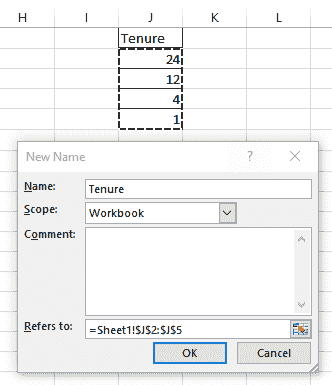 H I J K L
Tenure
24
12
4
1
New Name ? ×
Name: Tenure
Scope: Workbook
Comment:
Refers to: =Sheet1!$J$2:$J$5
OK Cancel